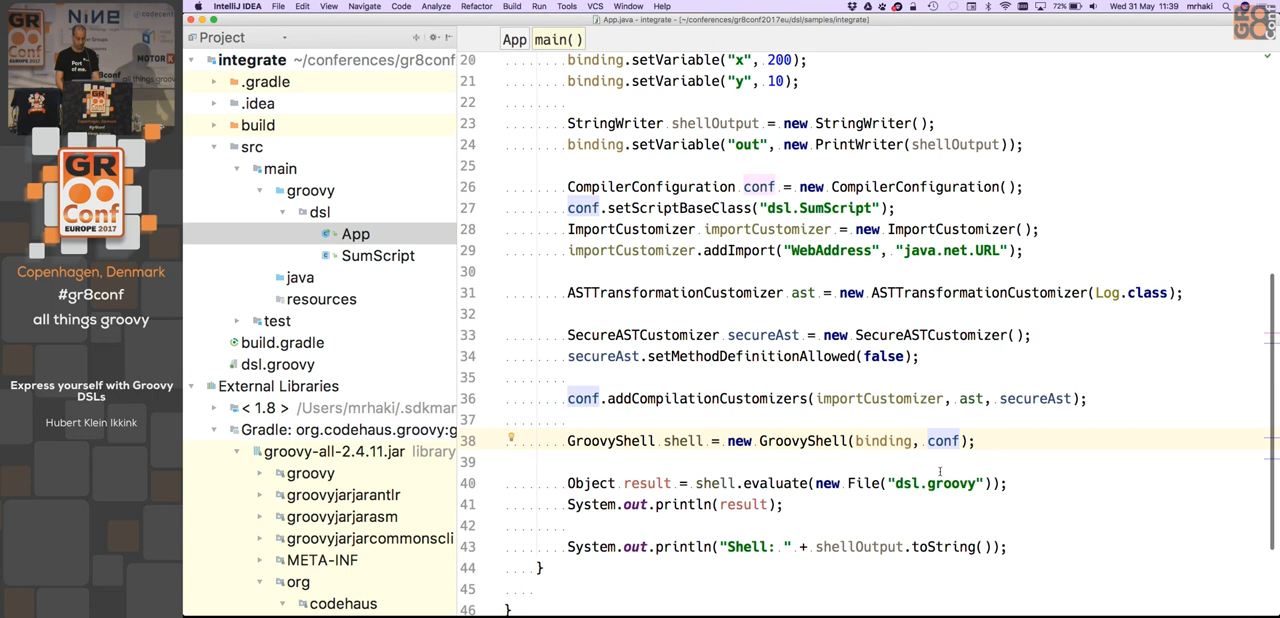 IntelliJ IDEA File Edit View Navigate Code Analyze Refactor Build Run Tools VCS Window Help 72% Wed 31 May 11:39 mrhaki
App.java - integrate - [~/conferences/gr8conf2017eu/dsl/samples/integrate]
Project
App main()
integrate ~/conferences/gr8conf
.gradle
.idea
build
src
main
groovy
dsl
App
SumScript
java
resources
test
build.gradle
dsl.groovy
External Libraries
< 1.8 > /Users/mrhaki/.sdkmar
Gradle: org.codehaus.groovy:g
groovy-all-2.4.11.jar library
groovy
groovyjarjarantlr
groovyjarjarasm
groovyjarjarcommonscli
META-INF
org
codehaus
20 binding.setVariable("x", 200);
21 binding.setVariable("y", 10);
22
23 StringWriter shellOutput = new StringWriter();
24 binding.setVariable("out", new PrintWriter(shellOutput));
25
26 CompilerConfiguration conf = new CompilerConfiguration();
27 conf.setScriptBaseClass("dsl.SumScript");
28 ImportCustomizer importCustomizer = new ImportCustomizer();
29 importCustomizer.addImport("WebAddress", "java.net.URL");
30
31 ASTTransformationCustomizer ast = new ASTTransformationCustomizer(Log.class);
32
33 SecureASTCustomizer secureAst = new SecureASTCustomizer();
34 secureAst.setMethodDefinitionAllowed(false);
35
36 conf.addCompilationCustomizers(importCustomizer, ast, secureAst);
37
38 GroovyShell shell = new GroovyShell(binding, conf);
39
40 Object result = shell.evaluate(new File("dsl.groovy"));
41 System.out.println(result);
42
43 System.out.println("Shell: " + shellOutput.toString());
44 }
45
46 }
GR
Conf
EUROPE 2017
Copenhagen, Denmark
#gr8conf
all things groovy
Express yourself with Groovy
DSLs
Hubert Klein Ikkink